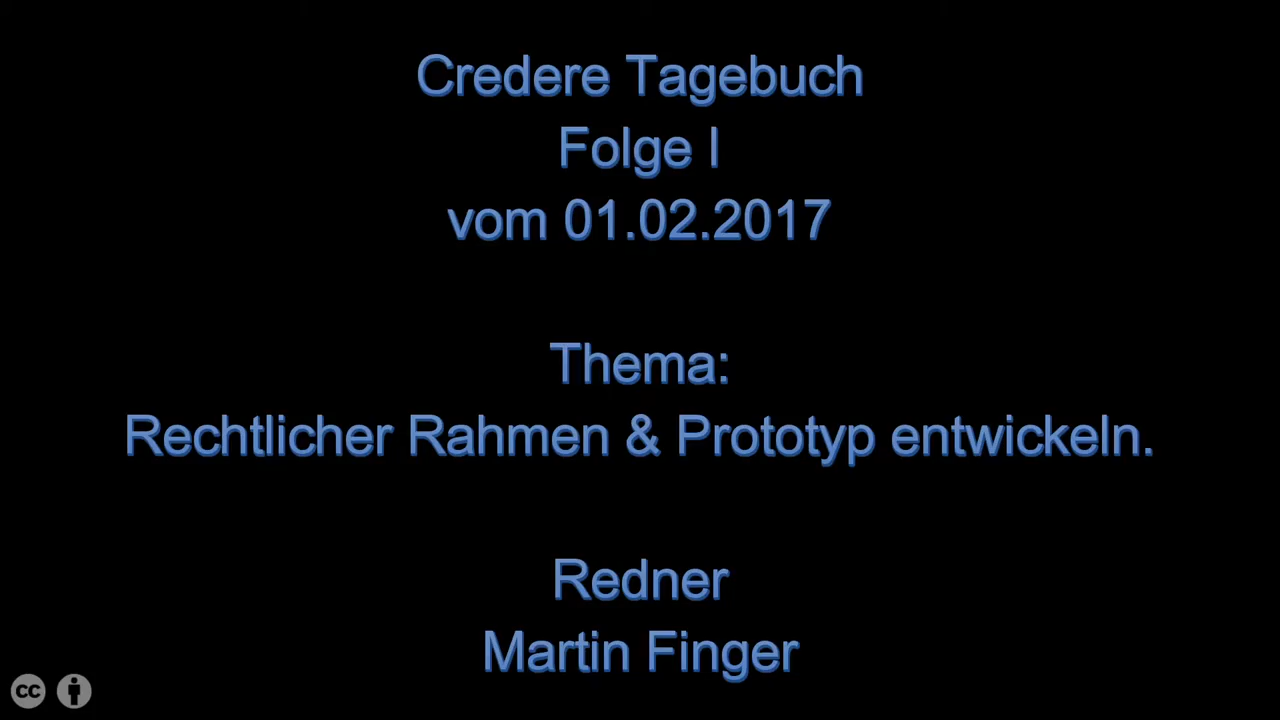 Credere Tagebuch
Folge I
vom 01.02.2017
Thema:
Rechtlicher Rahmen & Prototyp entwickeln.
Redner
Martin Finger
cc